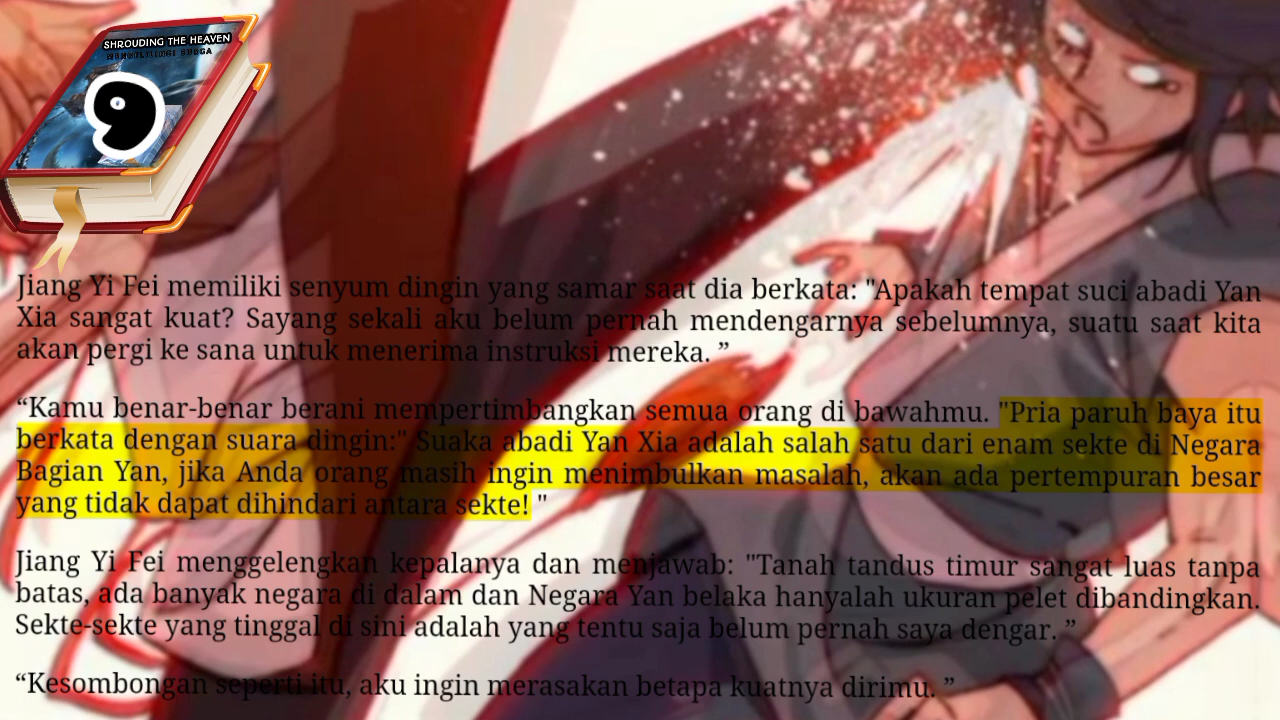 SHROUDING THE HEAVEN
9
Jiang Yi Fei memiliki senyum dingin yang samar saat dia berkata: "Apakah tempat suci abadi Yan
Xia sangat kuat? Sayang sekali aku belum pernah mendengarnya sebelumnya, suatu saat kita
akan pergi ke sana untuk menerima instruksi mereka. ”
“Kamu benar-benar berani mempertimbangkan semua orang di bawahmu. "Pria paruh baya itu
berkata dengan suara dingin:" Suaka abadi Yan Xia adalah salah satu dari enam sekte di Negara
Bagian Yan, jika Anda orang masih ingin menimbulkan masalah, akan ada pertempuran besar
yang tidak dapat dihindari antara sekte! "
Jiang Yi Fei menggelengkan kepalanya dan menjawab: "Tanah tandus timur sangat luas tanpa
batas, ada banyak negara di dalam dan Negara Yan belaka hanyalah ukuran pelet dibandingkan.
Sekte-sekte yang tinggal di sini adalah yang tentu saja belum pernah saya dengar. ”
“Kesombongan seperti itu, aku ingin merasakan betapa kuatnya dirimu. ”